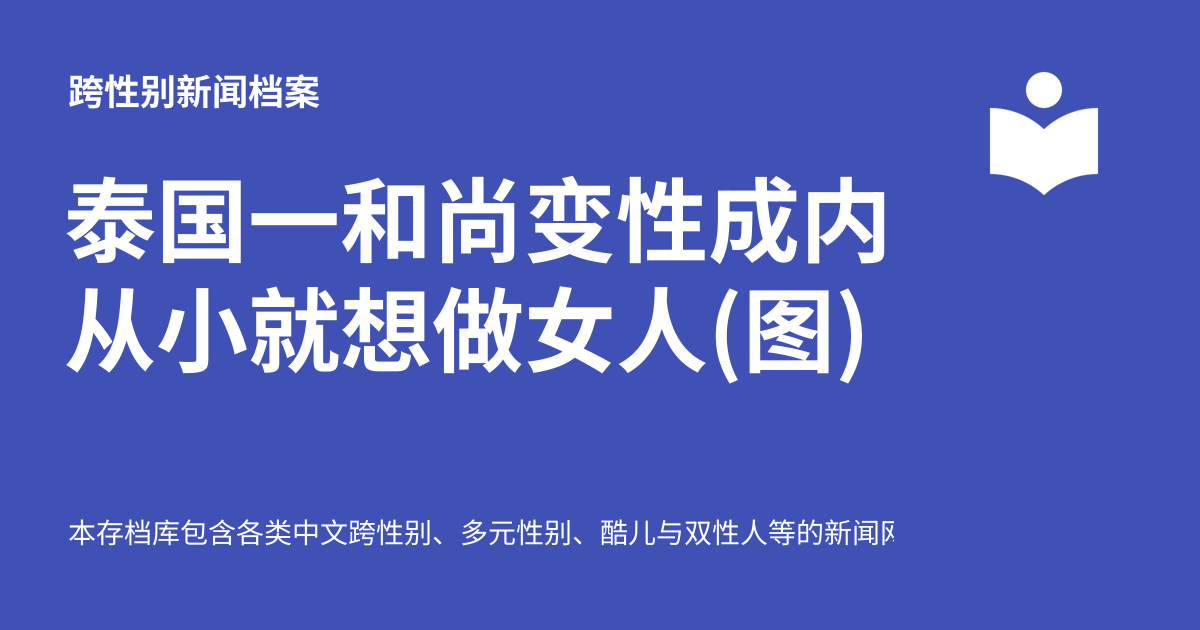 跨性别新闻档案
泰国一和尚变性成内
从小就想做女人(图)
本存档库包含各类中文跨性别、多元性别、酷儿与双性人等的新闻网